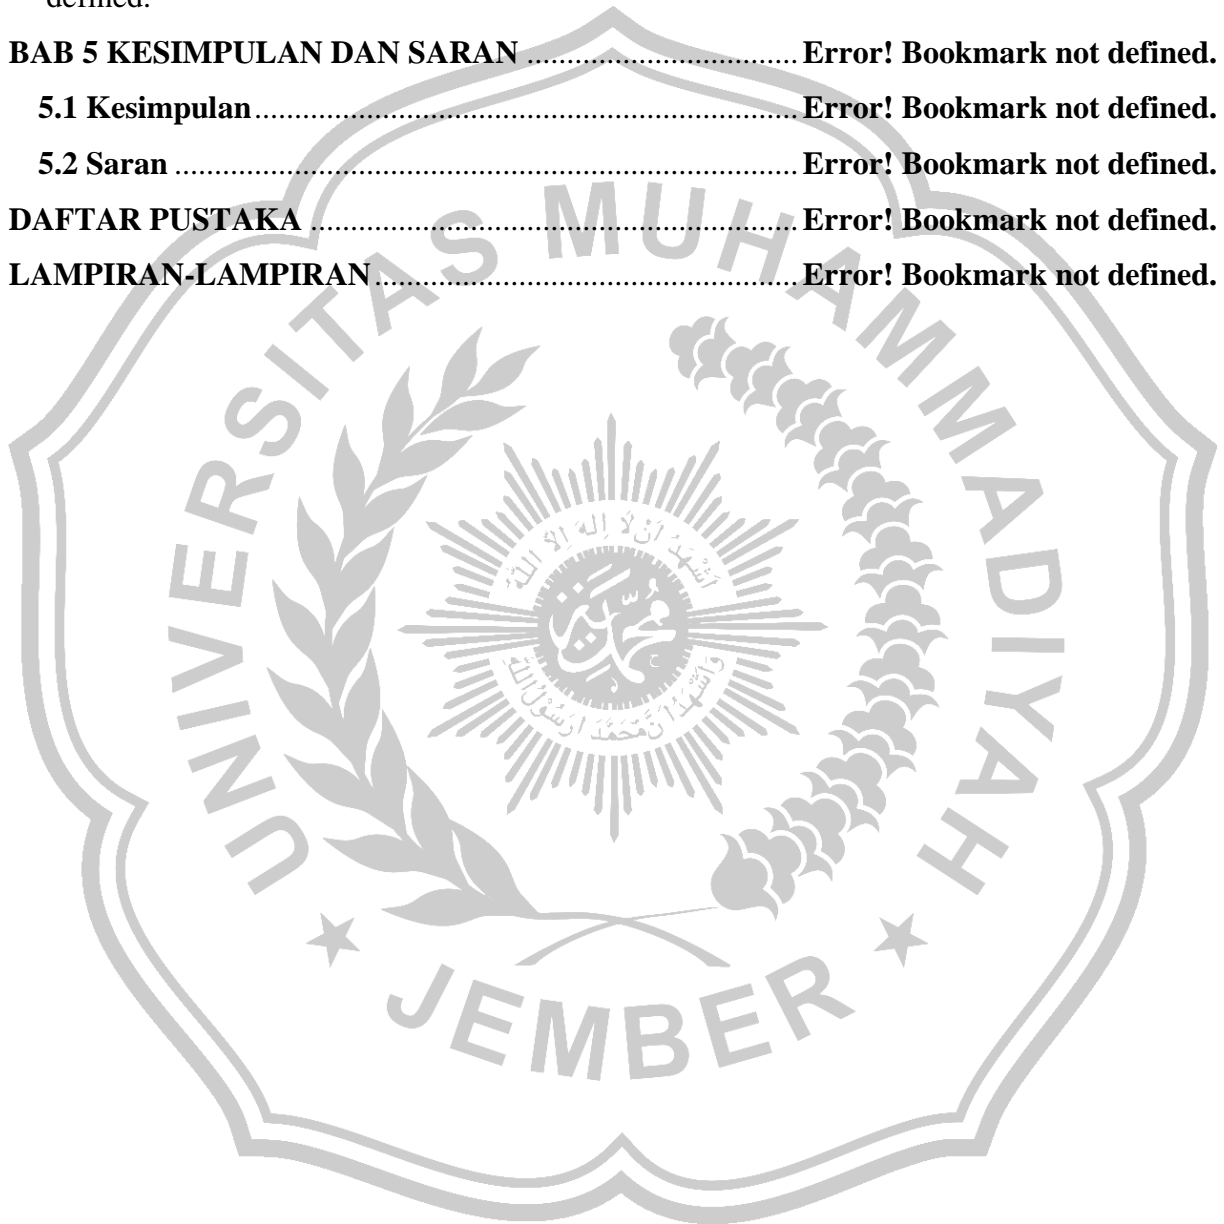 defined.
BAB 5 KESIMPULAN DAN SARAN .................................. Error! Bookmark not defined.
5.1 Kesimpulan .................................................................... Error! Bookmark not defined.
5.2 Saran .............................................................................. Error! Bookmark not defined.
DAFTAR PUSTAKA ............................................................. Error! Bookmark not defined.
LAMPIRAN-LAMPIRAN ..................................................... Error! Bookmark not defined.
UNIVERSITAS MUHAMMADIYAH
JEMBER
أَشْهَدُ أَنْ لَا إِلٰهَ إِلَّا اللهُ
وَأَشْهَدُ أَنَّ مُحَمَّدًا رَسُوْلُ اللهِ